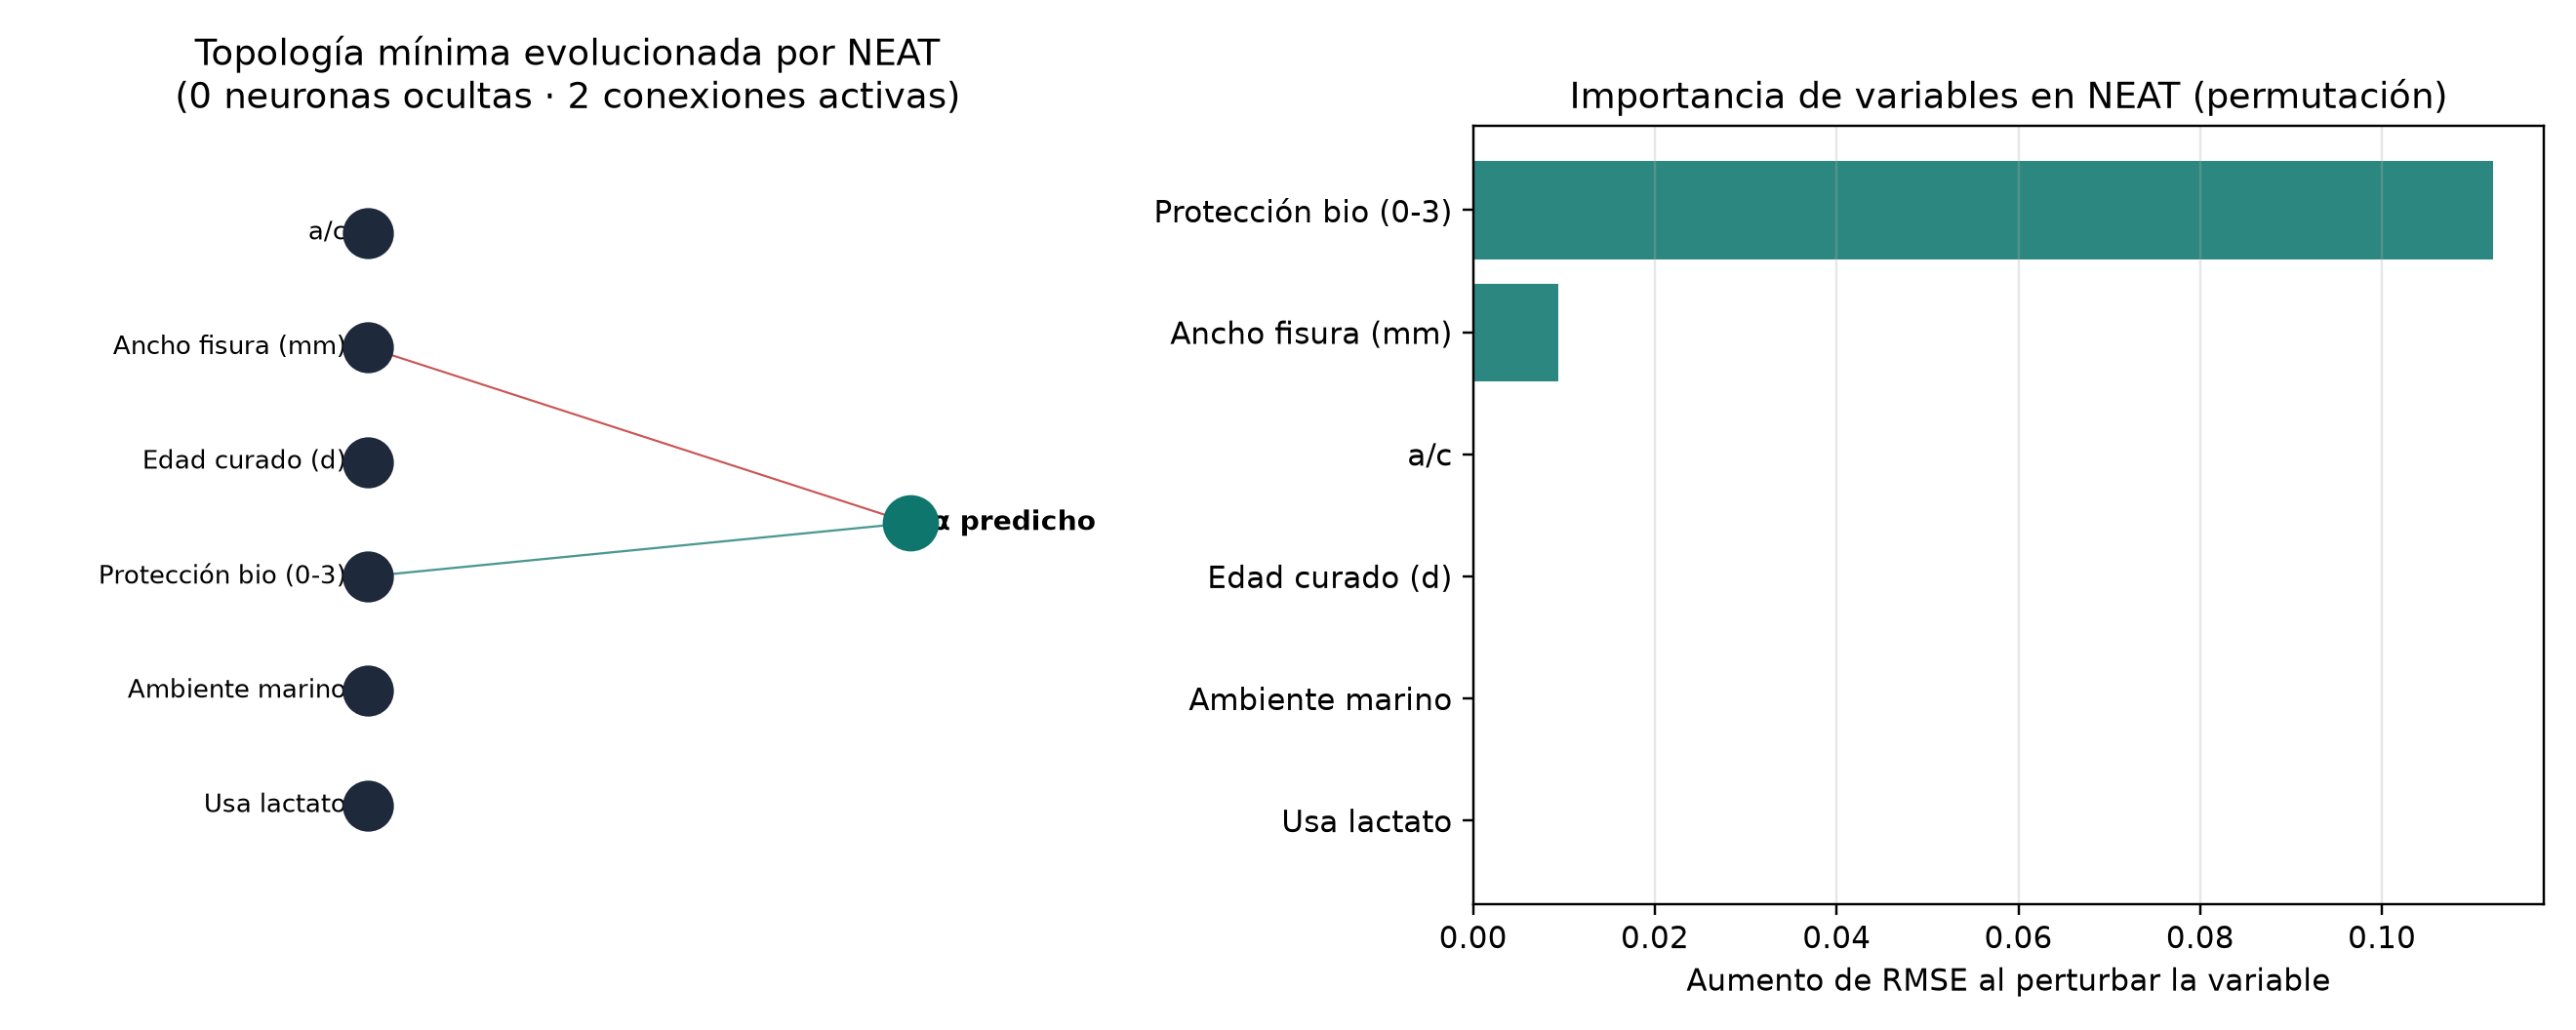 Topología mínima evolucionada por NEAT
(0 neuronas ocultas · 2 conexiones activas)
a/c
Ancho fisura (mm)
Edad curado (d)
Protección bio (0-3)
Ambiente marino
Usa lactato
α predicho
Importancia de variables en NEAT (permutación)
Protección bio (0-3)
Ancho fisura (mm)
a/c
Edad curado (d)
Ambiente marino
Usa lactato
0.00 0.02 0.04 0.06 0.08 0.10
Aumento de RMSE al perturbar la variable